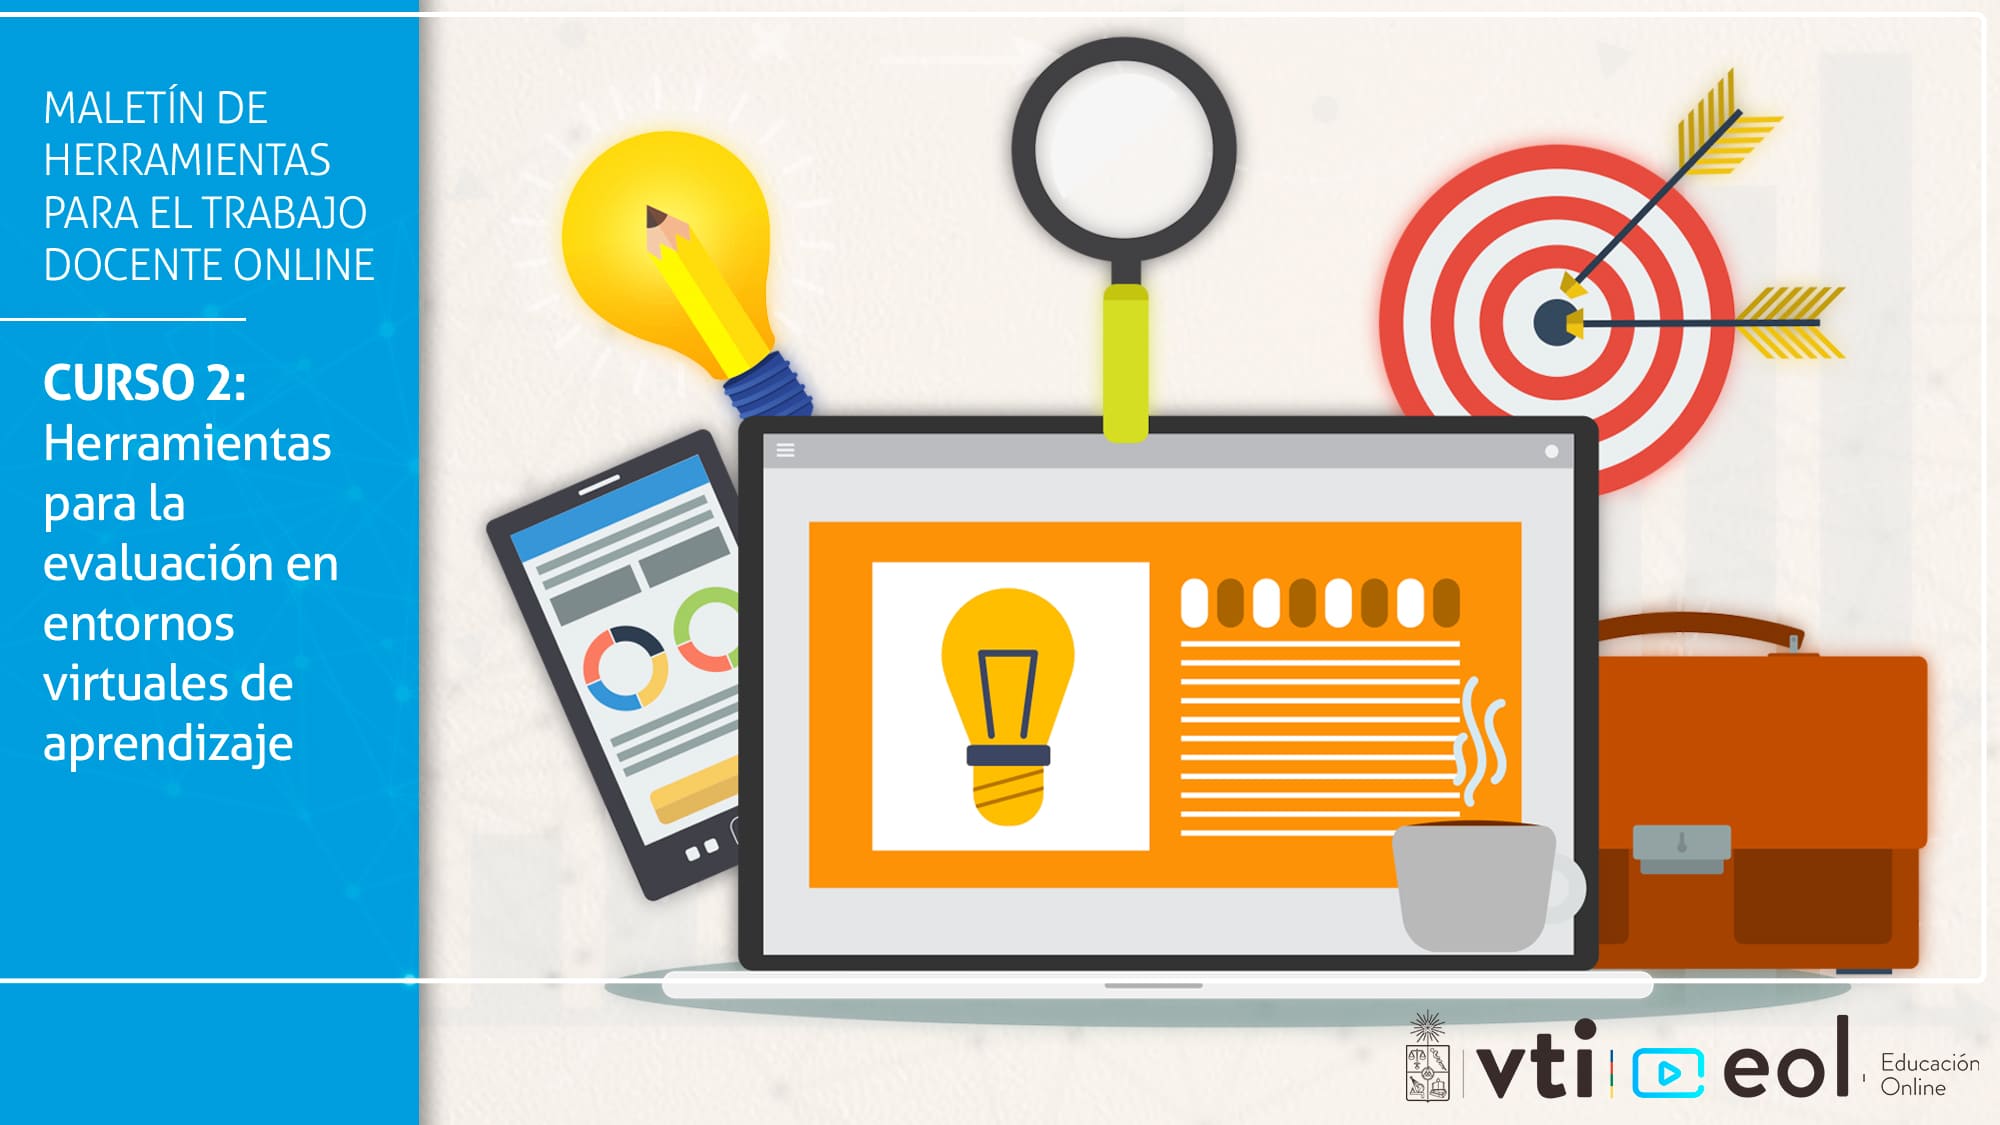 MALETÍN DE
HERRAMIENTAS
PARA EL TRABAJO
DOCENTE ONLINE
CURSO 2:
Herramientas
para la
evaluación en
entornos
virtuales de
aprendizaje
vti
eol
Educación
Online